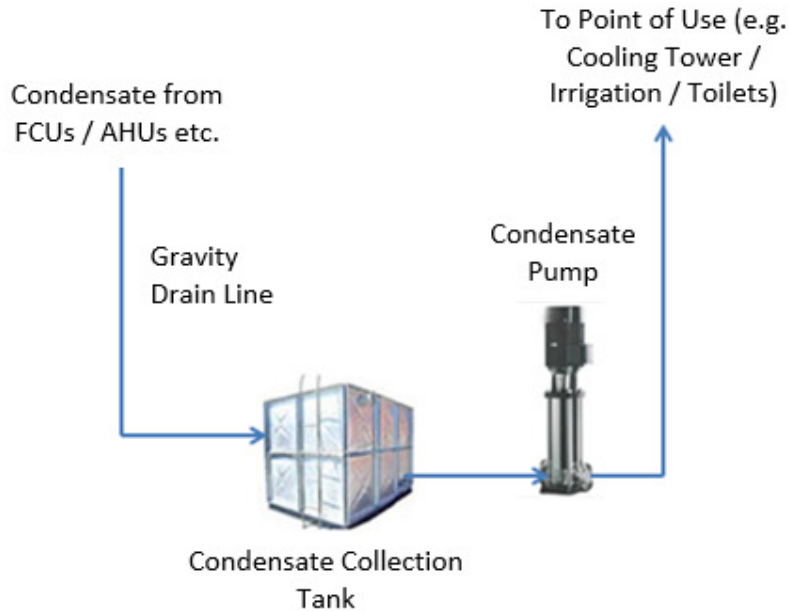 To Point of Use (e.g.
Cooling Tower /
Irrigation / Toilets)
Condensate from
FCUs / AHUs etc.
Gravity
Drain Line
Condensate
Pump
Condensate Collection
Tank